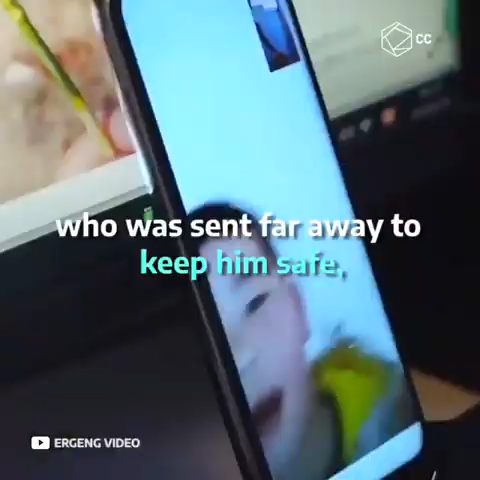 CC
who was sent far away to
keep him safe,
ERGENG VIDEO